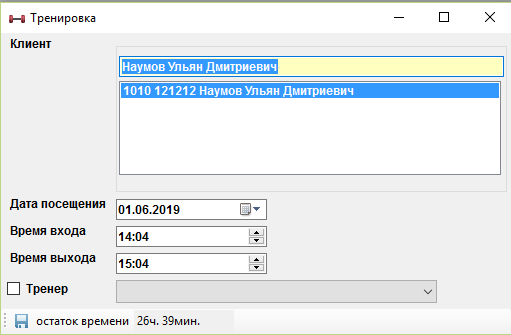 Тренировка
Клиент
Наумов Ульян Дмитриевич
1010 121212 Наумов Ульян Дмитриевич
Дата посещения 01.06.2019
Время входа 14:04
Время выхода 15:04
Тренер
остаток времени 26ч. 39мин.